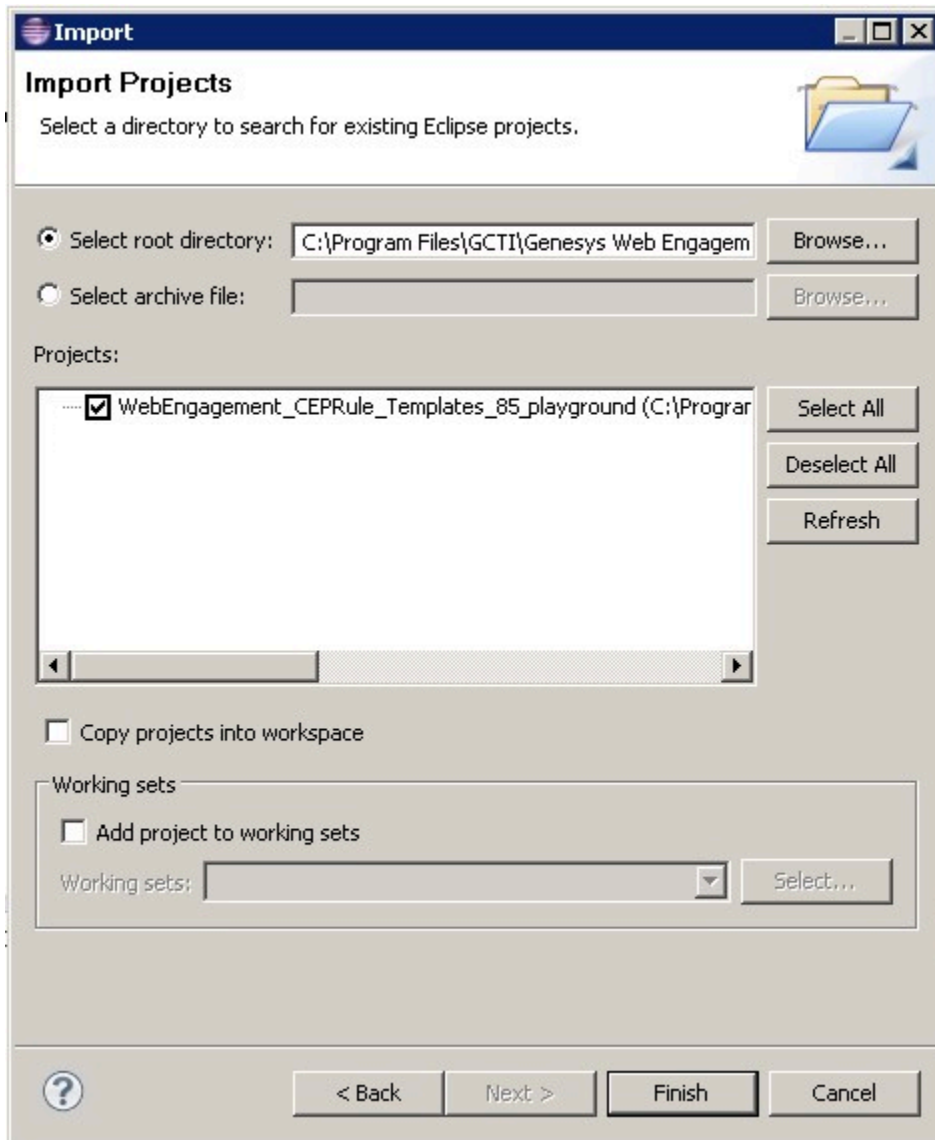 Import
Import Projects
Select a directory to search for existing Eclipse projects.
Select root directory: C:\Program Files\GCTI\Genesys Web Engagem Browse...
Select archive file: Browse...
Projects:
WebEngagement_CEPRule_Templates_85_playground (C:\Prograr
Select All
Deselect All
Refresh
Copy projects into workspace
Working sets
Add project to working sets
Working sets: Select...
? < Back Next > Finish Cancel